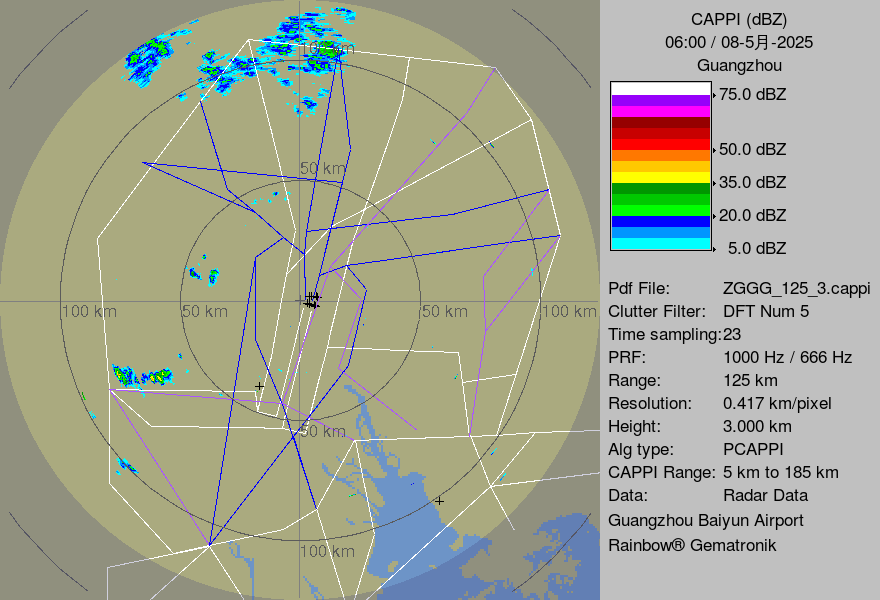 CAPPI (dBZ)
06:00 / 08-5月-2025
Guangzhou
75.0 dBZ
50.0 dBZ
35.0 dBZ
20.0 dBZ
5.0 dBZ
Pdf File: ZGGG_125_3.cappi
Clutter Filter: DFT Num 5
Time sampling:23
PRF: 1000 Hz / 666 Hz
Range: 125 km
Resolution: 0.417 km/pixel
Height: 3.000 km
Alg type: PCAPPI
CAPPI Range: 5 km to 185 km
Data: Radar Data
Guangzhou Baiyun Airport
Rainbow® Gematronik
100 km
50 km
100 km
50 km
50 km
100 km
50 km
100 km